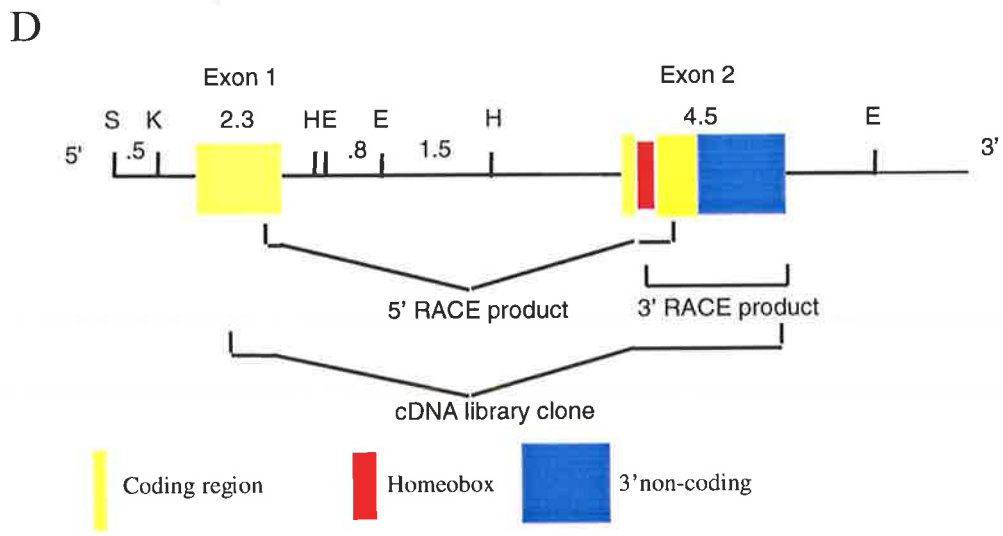 D
Exon 1 Exon 2
S K 2.3 HE E H 4.5 E
5' .5 .8 1.5 3'
5' RACE product 3' RACE product
cDNA library clone
Coding region Homeobox 3'non-coding